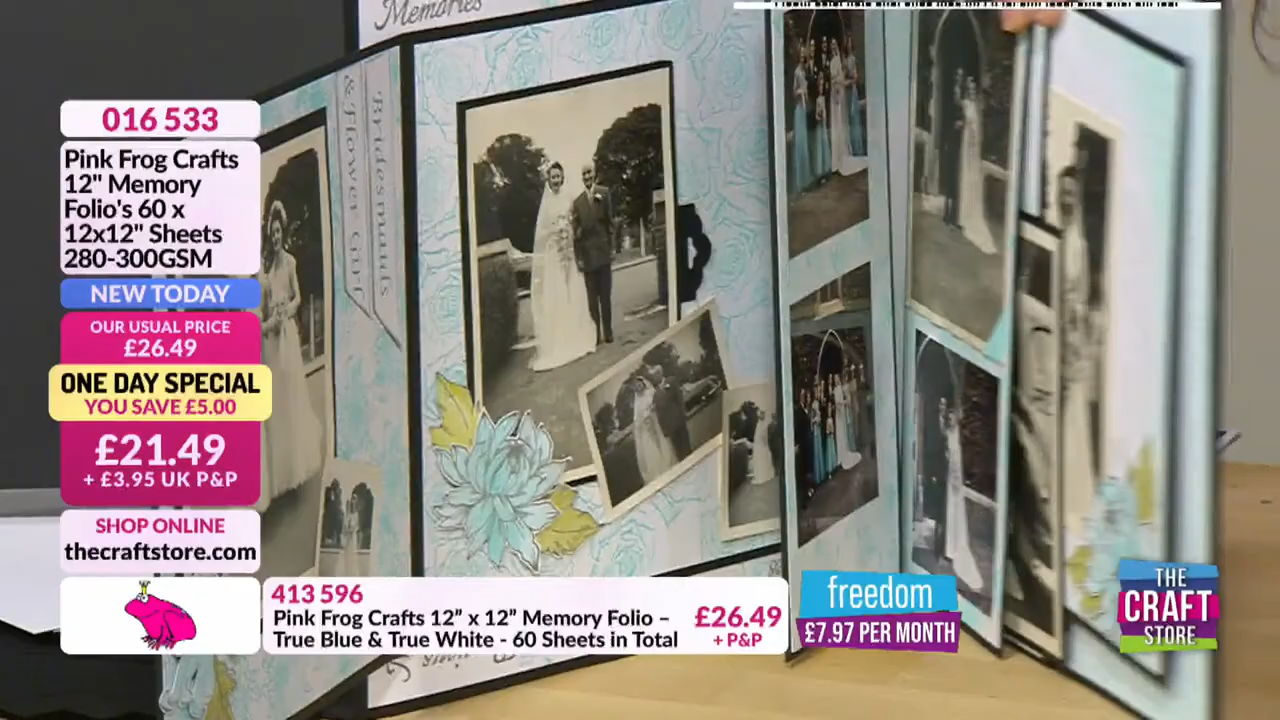 Memories
Bridesmaids
& Flower Girl
016 533
Pink Frog Crafts
12" Memory
Folio's 60 x
12x12" Sheets
280-300GSM
NEW TODAY
OUR USUAL PRICE
£26.49
ONE DAY SPECIAL
YOU SAVE £5.00
£21.49
+ £3.95 UK P&P
SHOP ONLINE
thecraftstore.com
413 596
Pink Frog Crafts 12” x 12” Memory Folio –
True Blue & True White - 60 Sheets in Total
£26.49
+ P&P
freedom
£7.97 PER MONTH
THE
CRAFT
STORE